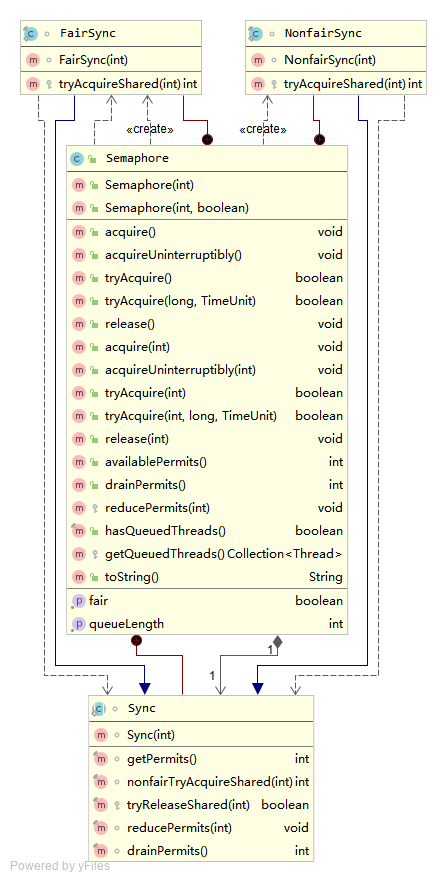 FairSync
FairSync(int)
tryAcquireShared(int) int
NonfairSync
NonfairSync(int)
tryAcquireShared(int) int
«create»
«create»
Semaphore
Semaphore(int)
Semaphore(int, boolean)
acquire() void
acquireUninterruptibly() void
tryAcquire() boolean
tryAcquire(long, TimeUnit) boolean
release() void
acquire(int) void
acquireUninterruptibly(int) void
tryAcquire(int) boolean
tryAcquire(int, long, TimeUnit) boolean
release(int) void
availablePermits() int
drainPermits() int
reducePermits(int) void
hasQueuedThreads() boolean
getQueuedThreads() Collection<Thread>
toString() String
fair boolean
queueLength int
1
1
Sync
Sync(int)
getPermits() int
nonfairTryAcquireShared(int) int
tryReleaseShared(int) boolean
reducePermits(int) void
drainPermits() int
Powered by yFiles